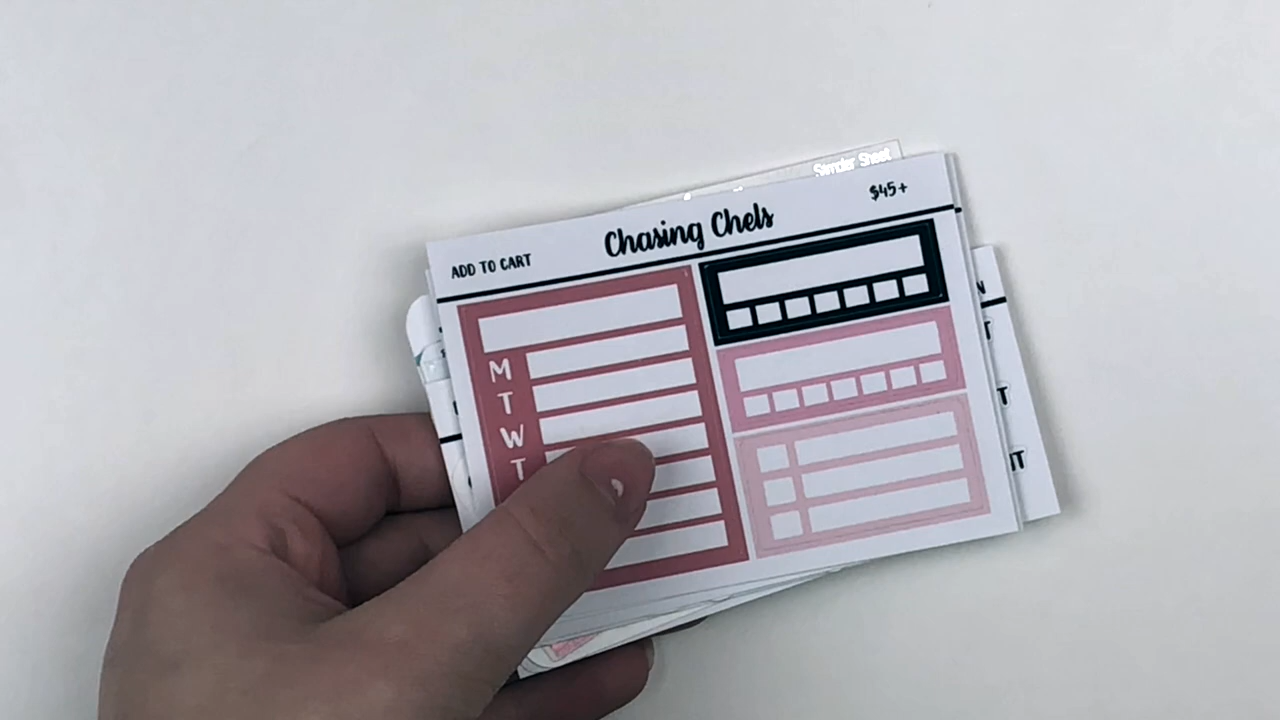 Sampler Sheet
$45+
Chasing Chels
ADD TO CART
M
T
W
T